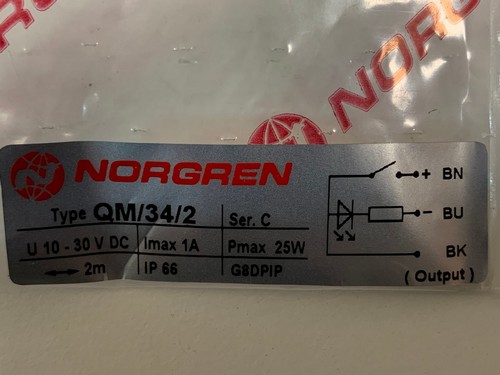 NORGREN
NORGREN
Type QM/34/2 Ser. C
U 10 - 30 V DC Imax 1A Pmax 25W
2m IP 66 G8DPIP
+ BN
- BU
BK
( Output )